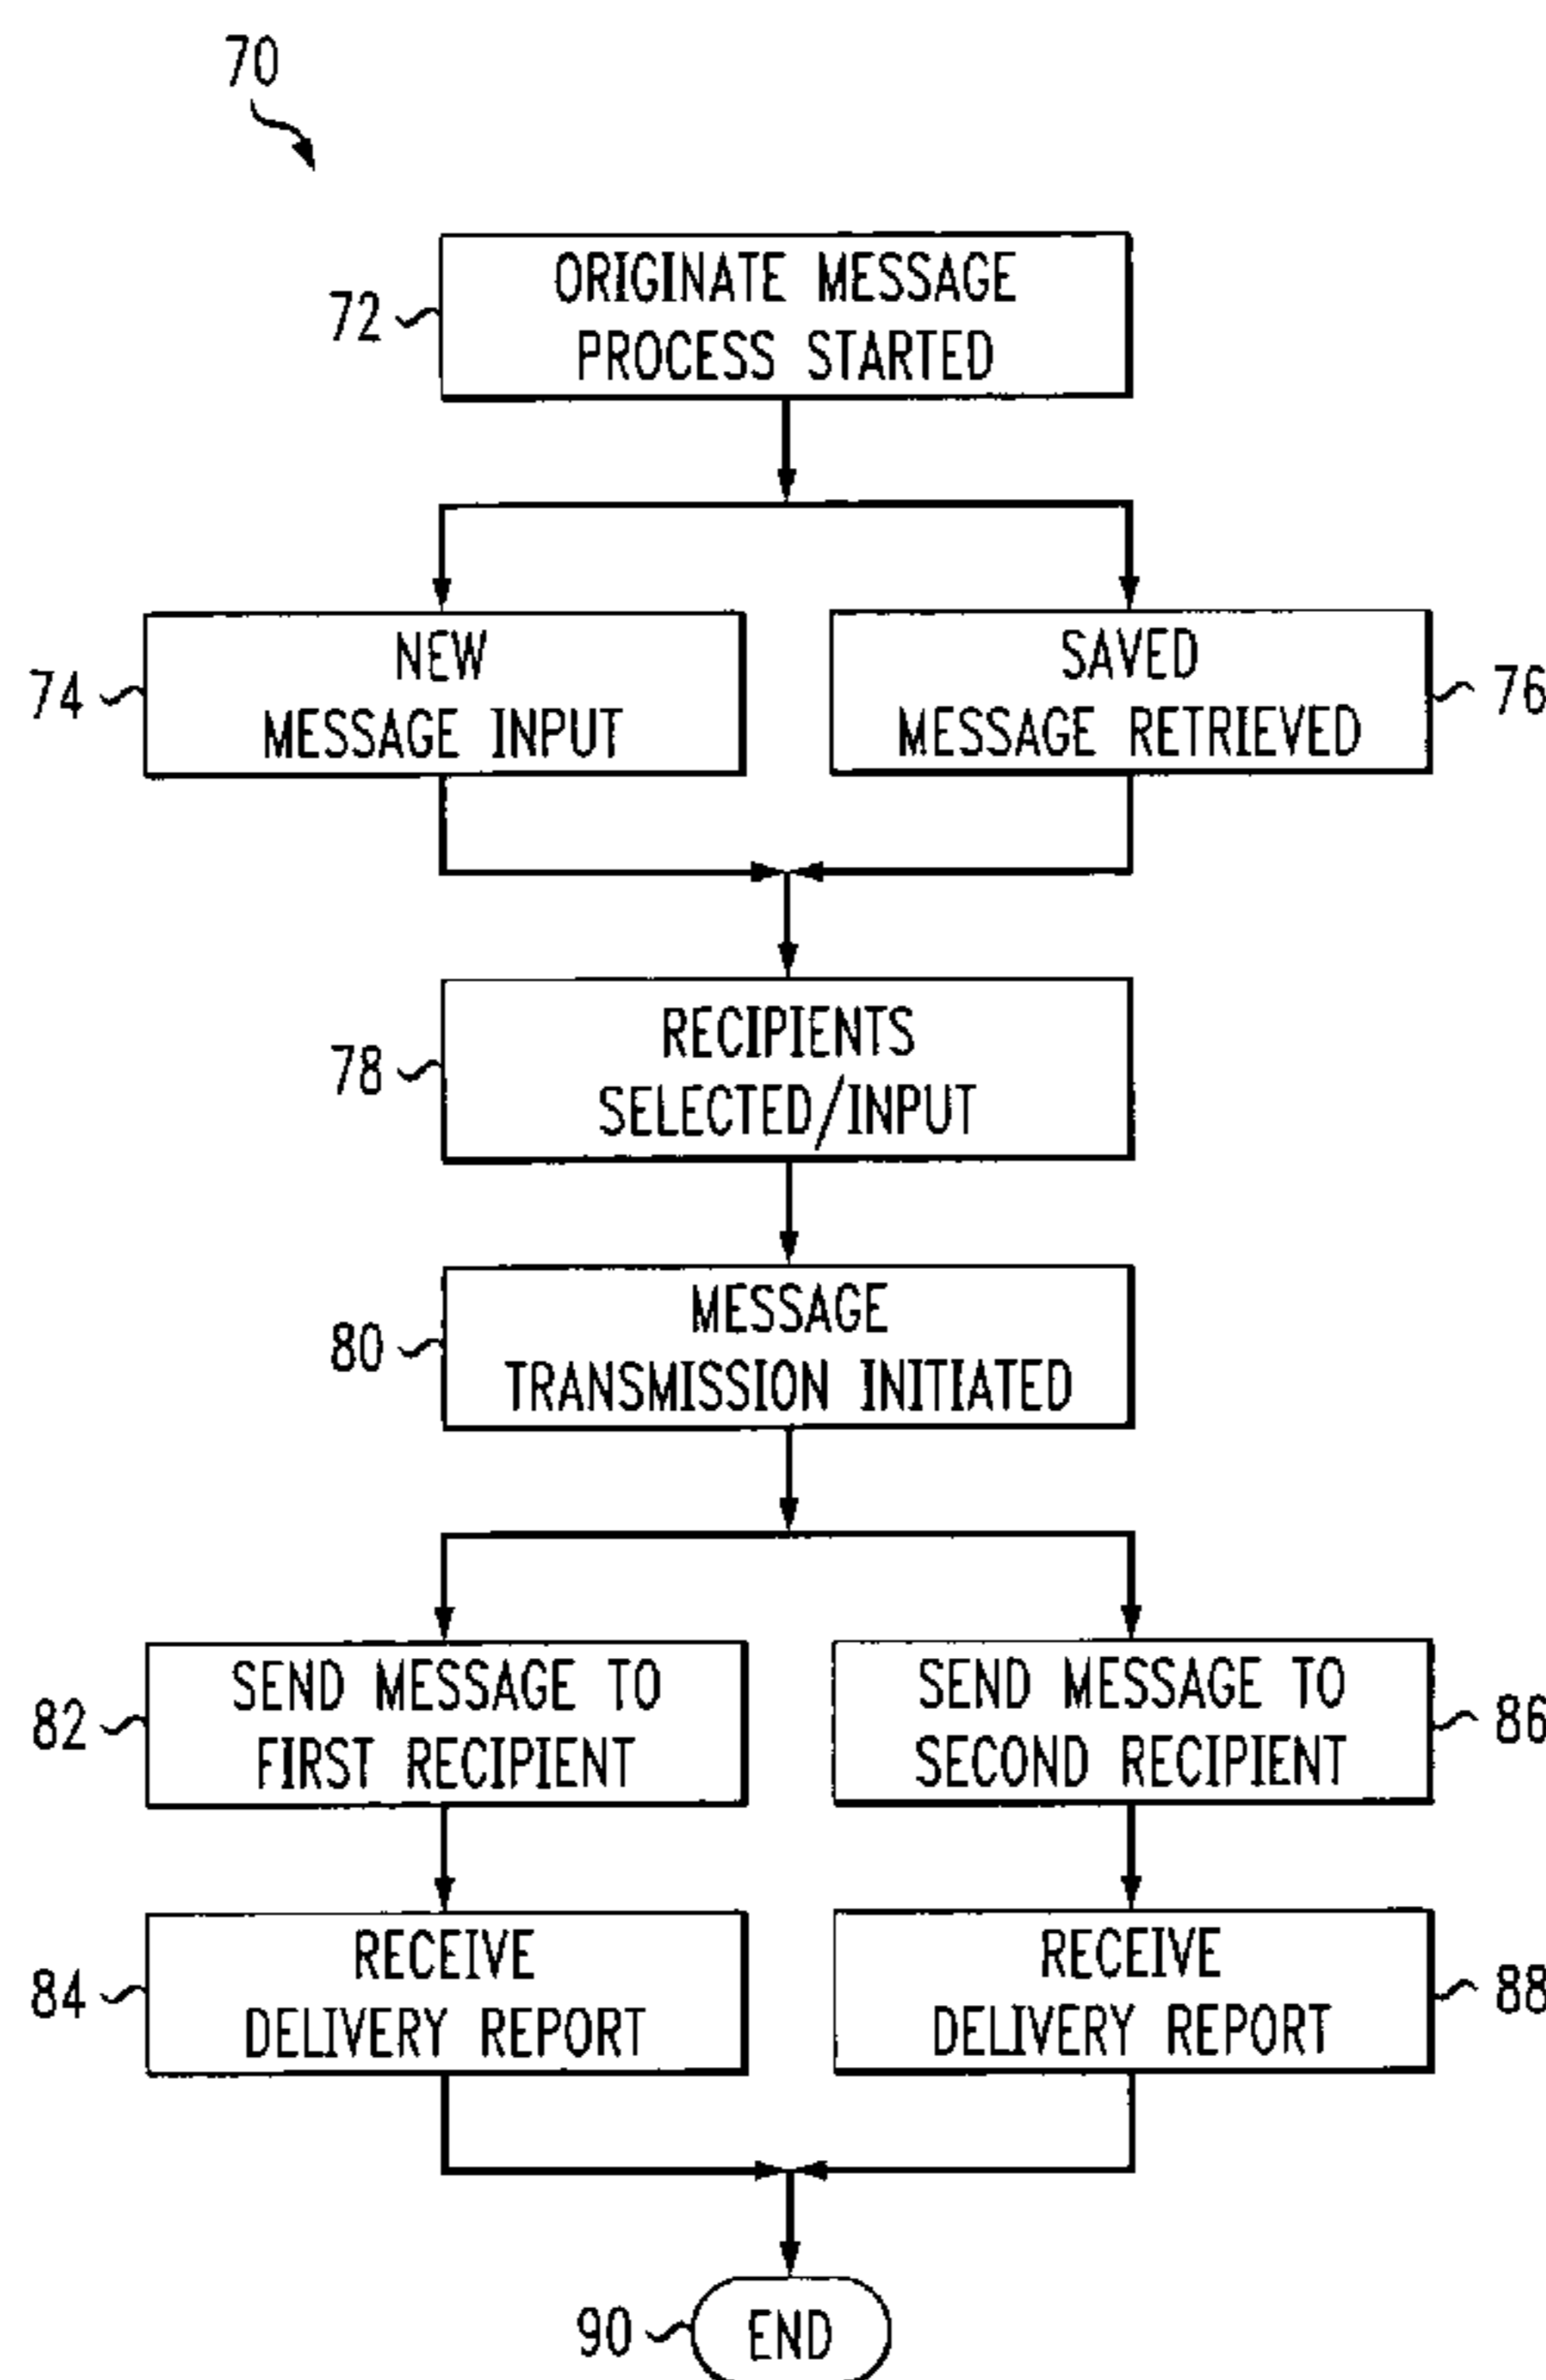 70
72
ORIGINATE MESSAGE
PROCESS STARTED
74
NEW
MESSAGE INPUT
SAVED
MESSAGE RETRIEVED
76
78
RECIPIENTS
SELECTED/INPUT
80
MESSAGE
TRANSMISSION INITIATED
82
SEND MESSAGE TO
FIRST RECIPIENT
SEND MESSAGE TO
SECOND RECIPIENT
86
84
RECEIVE
DELIVERY REPORT
RECEIVE
DELIVERY REPORT
88
90
END